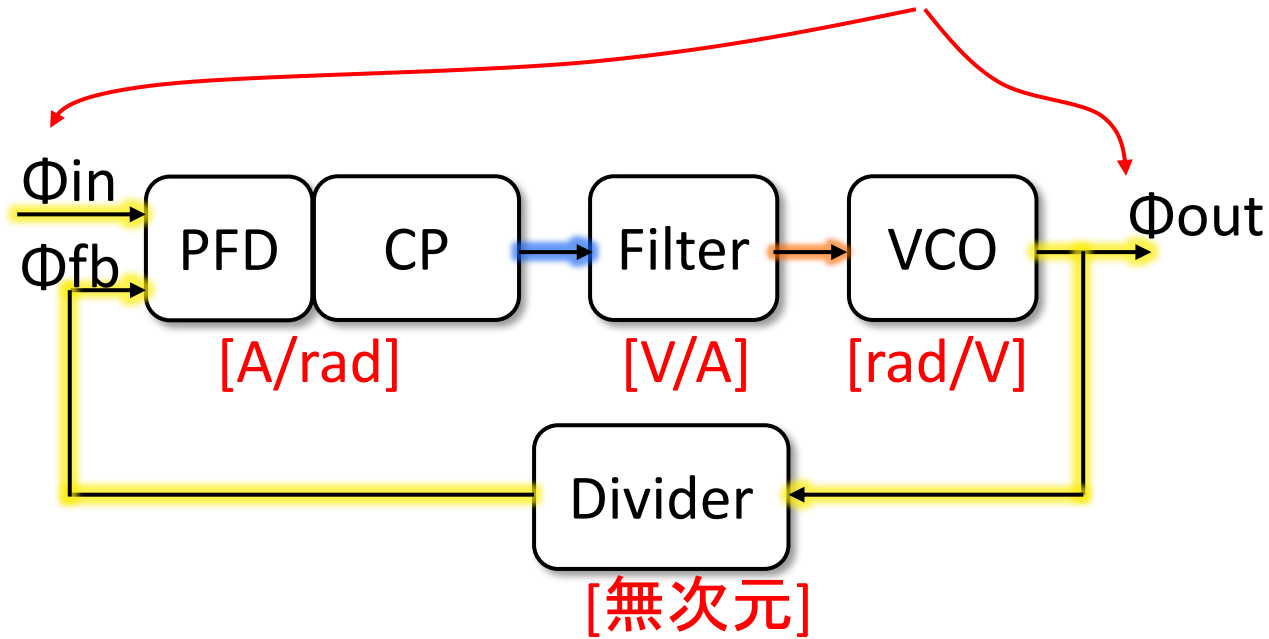 Φin
Φfb
PFD
CP
Filter
VCO
Φout
[A/rad]
[V/A]
[rad/V]
Divider
[無次元]